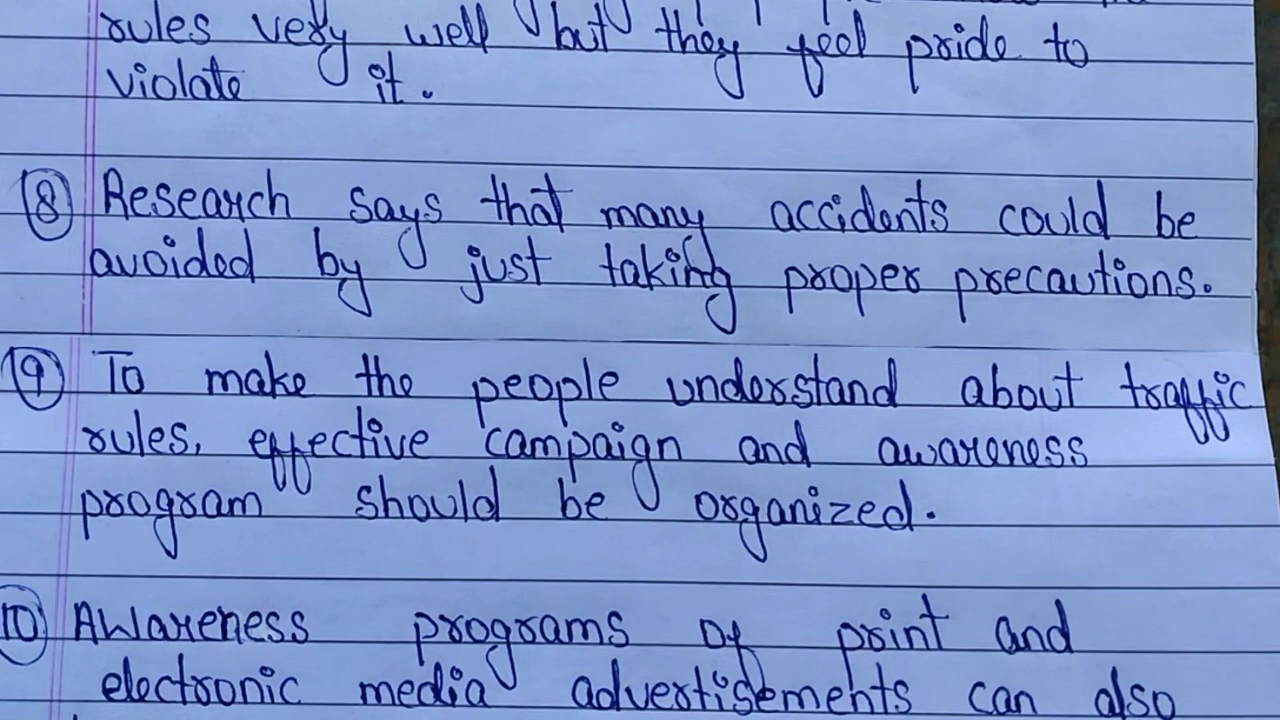 rules very well but they feel pride to
violate it.
8 Research says that many accidents could be
avoided by just taking proper precautions.
9 To make the people understand about traffic
rules, effective campaign and awareness
program should be organized.
10 Awareness programs of print and
electronic media advertisements can also